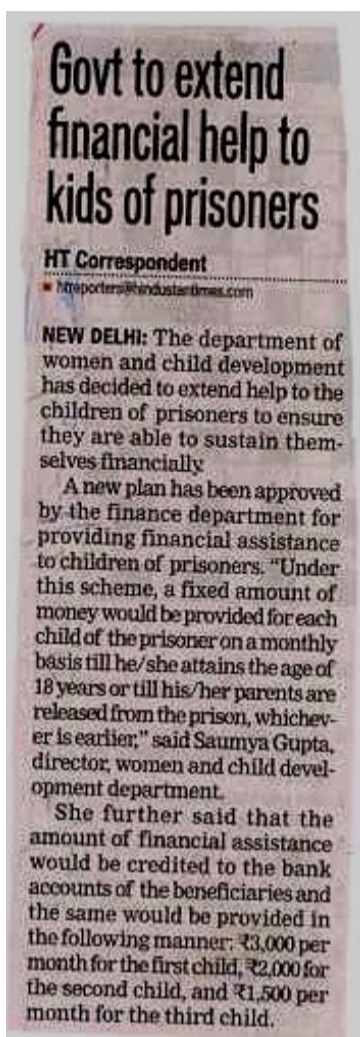 Govt to extend
financial help to
kids of prisoners
HT Correspondent
htreporters@hindustantimes.com
NEW DELHI: The department of
women and child development
has decided to extend help to the
children of prisoners to ensure
they are able to sustain them-
selves financially.
A new plan has been approved
by the finance department for
providing financial assistance
to children of prisoners. “Under
this scheme, a fixed amount of
money would be provided for each
child of the prisoner on a monthly
basis till he/she attains the age of
18 years or till his/her parents are
released from the prison, whichev-
er is earlier,” said Saumya Gupta,
director, women and child devel-
opment department.
She further said that the
amount of financial assistance
would be credited to the bank
accounts of the beneficiaries and
the same would be provided in
the following manner: ₹3,000 per
month for the first child, ₹2,000 for
the second child, and ₹1,500 per
month for the third child.